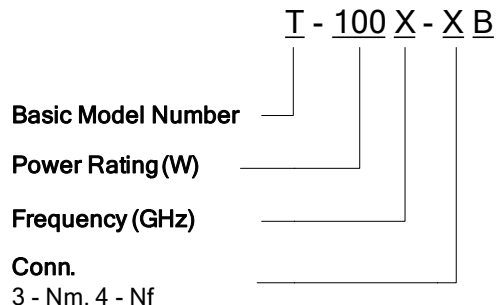 T - 100 X - X B
Basic Model Number
Power Rating (W)
Frequency (GHz)
Conn.
3 - Nm, 4 - Nf